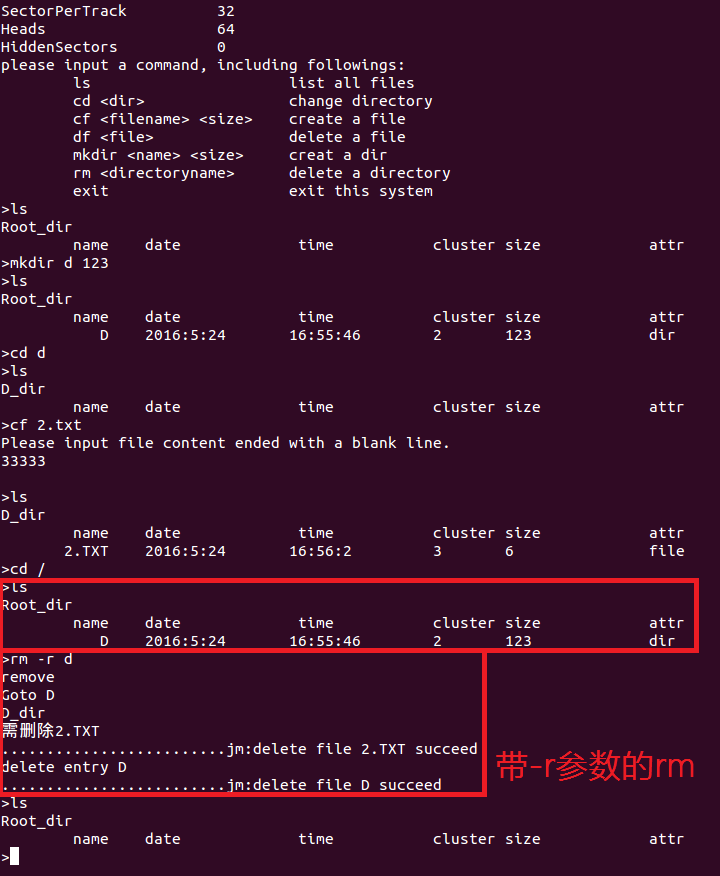 SectorPerTrack 32
Heads 64
HiddenSectors 0
please input a command, including followings:
ls list all files
cd <dir> change directory
cf <filename> <size> create a file
df <file> delete a file
mkdir <name> <size> creat a dir
rm <directoryname> delete a directory
exit exit this system
>ls
Root_dir
name date time cluster size attr
>mkdir d 123
>ls
Root_dir
name date time cluster size attr
D 2016:5:24 16:55:46 2 123 dir
>cd d
>ls
D_dir
name date time cluster size attr
>cf 2.txt
Please input file content ended with a blank line.
33333
>ls
D_dir
name date time cluster size attr
2.TXT 2016:5:24 16:56:2 3 6 file
>cd /
>ls
Root_dir
name date time cluster size attr
D 2016:5:24 16:55:46 2 123 dir
>rm -r d
remove
Goto D
D_dir
需删除2.TXT
.........................jm:delete file 2.TXT succeed
delete entry D
.........................jm:delete file D succeed
带-r参数的rm
>ls
Root_dir
name date time cluster size attr
>